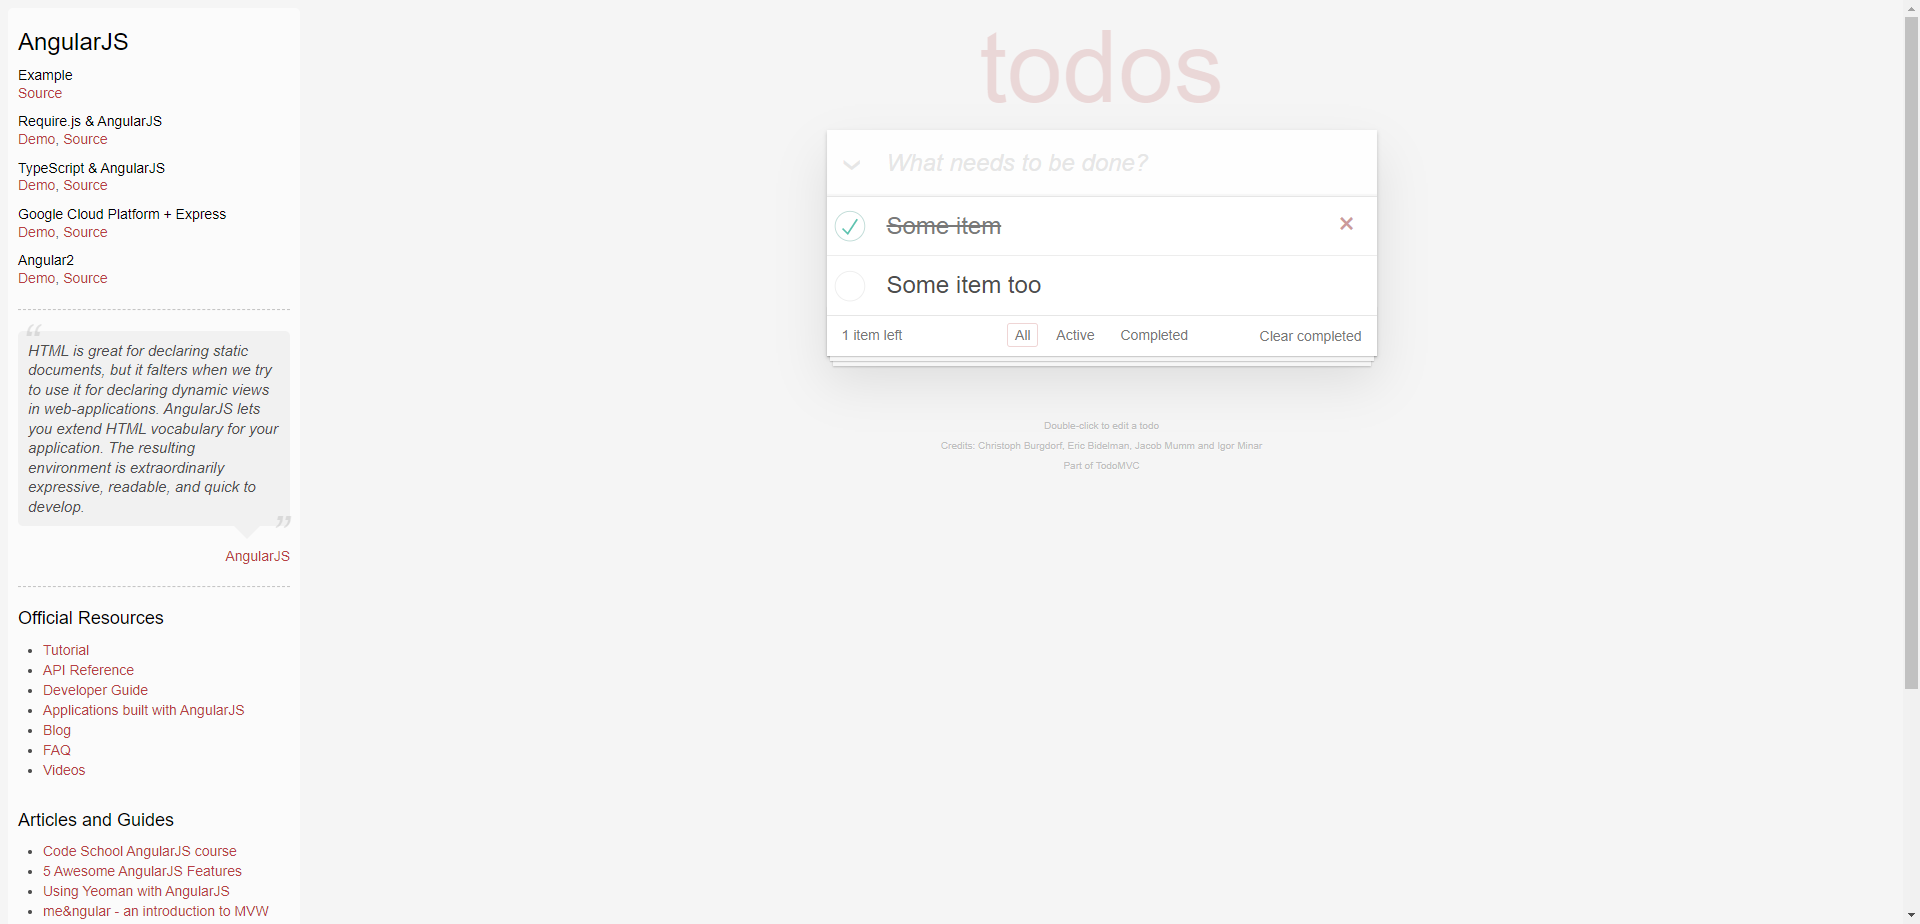 AngularJS
Example
Source
Require.js & AngularJS
Demo, Source
TypeScript & AngularJS
Demo, Source
Google Cloud Platform + Express
Demo, Source
Angular2
Demo, Source
“
HTML is great for declaring static
documents, but it falters when we try
to use it for declaring dynamic views
in web-applications. AngularJS lets
you extend HTML vocabulary for your
application. The resulting
environment is extraordinarily
expressive, readable, and quick to
develop.
”
AngularJS
Official Resources
• Tutorial
• API Reference
• Developer Guide
• Applications built with AngularJS
• Blog
• FAQ
• Videos
Articles and Guides
• Code School AngularJS course
• 5 Awesome AngularJS Features
• Using Yeoman with AngularJS
• me&ngular - an introduction to MVW
todos
What needs to be done?
Some item
Some item too
1 item left All Active Completed Clear completed
Double-click to edit a todo
Credits: Christoph Burgdorf, Eric Bidelman, Jacob Mumm and Igor Minar
Part of TodoMVC